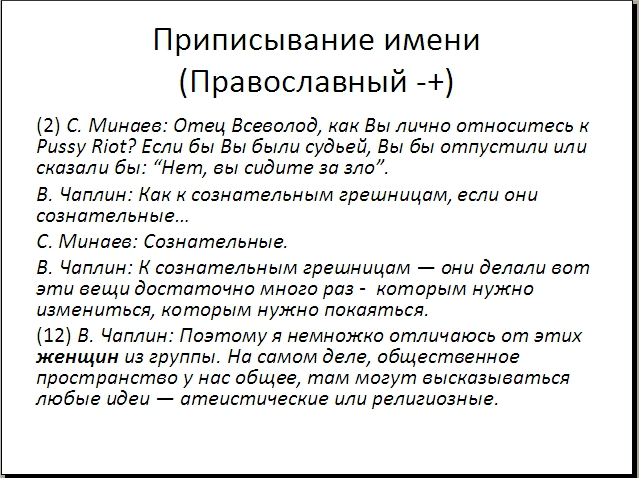 Приписывание имени
(Православный -+)
(2) С. Минаев: Отец Всеволод, как Вы лично относитесь к
Pussy Riot? Если бы Вы были судьей, Вы бы отпустили или
сказали бы: “Нет, вы сидите за зло”.
В. Чаплин: Как к сознательным грешницам, если они
сознательные…
С. Минаев: Сознательные.
В. Чаплин: К сознательным грешницам — они делали вот
эти вещи достаточно много раз - которым нужно
измениться, которым нужно покаяться.
(12) В. Чаплин: Поэтому я немножко отличаюсь от этих
женщин из группы. На самом деле, общественное
пространство у нас общее, там могут высказываться
любые идеи — атеистические или религиозные.